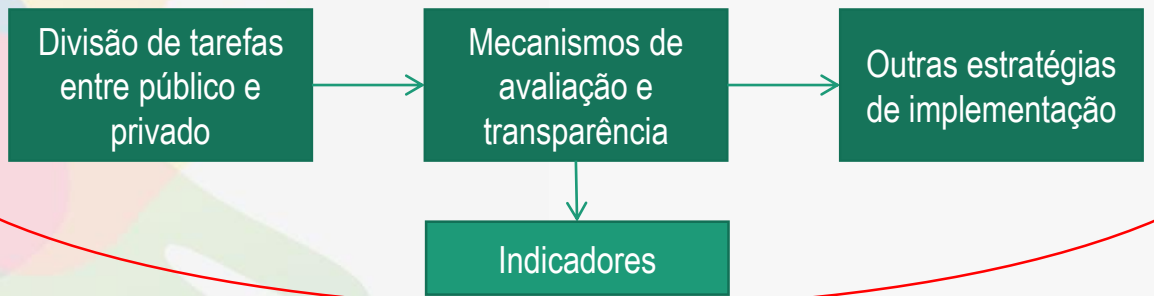 Divisão de tarefas
entre público e
privado
Mecanismos de
avaliação e
transparência
Outras estratégias
de implementação
Indicadores